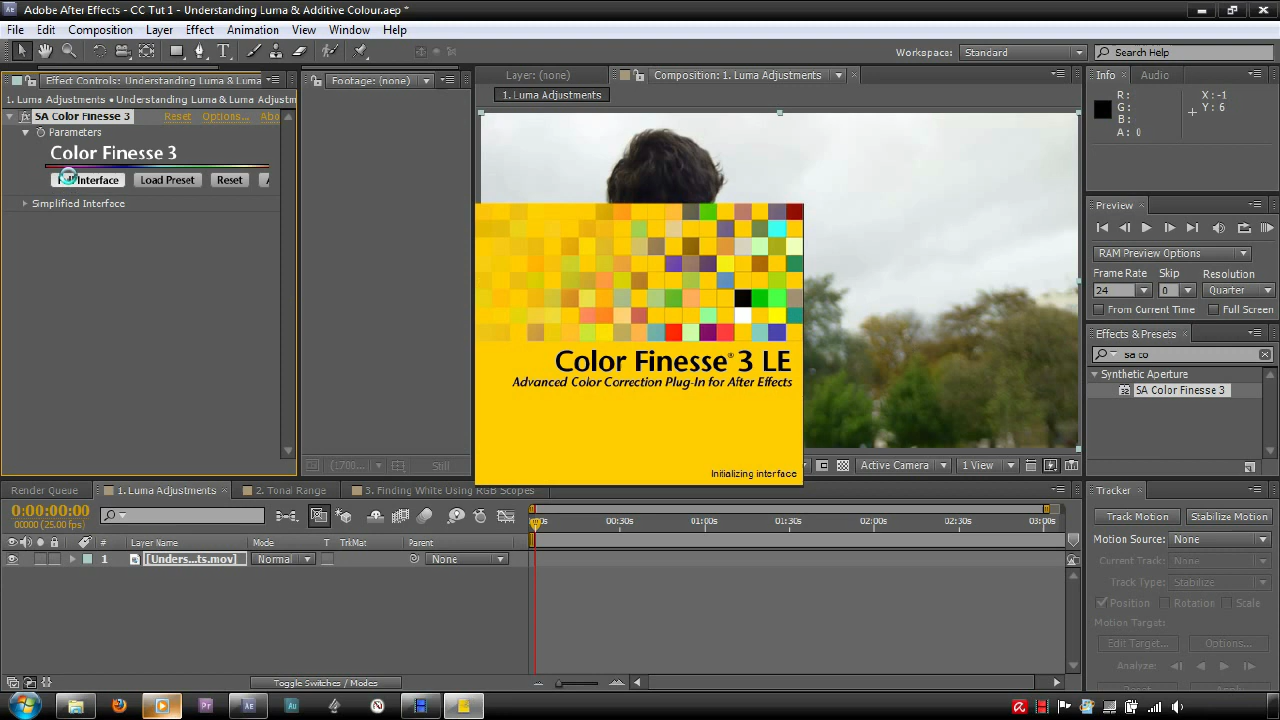 Adobe After Effects - CC Tut 1 - Understanding Luma & Additive Colour.aep *
File Edit Composition Layer Effect Animation View Window Help
Workspace: Standard Search Help
Effect Controls: Understanding Luma & Luma
Footage: (none)
Layer: (none)
Composition: 1. Luma Adjustments
Info Audio
1. Luma Adjustments • Understanding Luma & Luma Adjustm
1. Luma Adjustments
R: G: B: A: 0
X: -1 Y: 6
fx SA Color Finesse 3 Reset Options... Abo
Parameters
Color Finesse 3
Interface Load Preset Reset
Simplified Interface
Preview
RAM Preview Options
Frame Rate Skip Resolution
24 0 Quarter
From Current Time Full Screen
Effects & Presets
sa co
Synthetic Aperture
32 SA Color Finesse 3
Color Finesse® 3 LE
Advanced Color Correction Plug-In for After Effects
Initializing interface
(1700... Still
Active Camera 1 View
Render Queue 1. Luma Adjustments 2. Tonal Range 3. Finding White Using RGB Scopes
0:00:00:00
00000 (25.00 fps)
00:30s 01:00s 01:30s 02:00s 02:30s 03:00s
# Layer Name Mode T TrkMat Parent
1 [Unders...ts.mov] Normal None
Toggle Switches / Modes
Tracker
Track Motion Stabilize Motion
Motion Source: None
Current Track:
Track Type: Stabilize
Position Rotation Scale
Motion Targets:
Edit Target... Options...
Analyze: